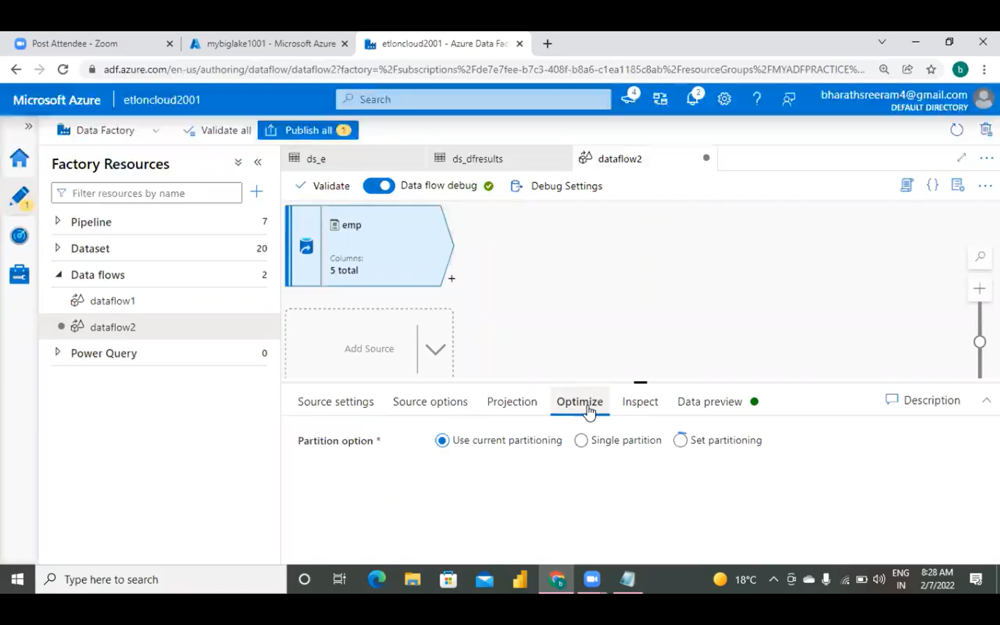 Post Attendee - Zoom
mybiglake1001 - Microsoft Azure
etloncloud2001 - Azure Data Fac
adf.azure.com/en-us/authoring/dataflow/dataflow2?factory=%2Fsubscriptions%2Fde7e7fee-b7c3-408f-b8a6-c1ea1185c8ab%2FresourceGroups%2FMYADFPRACTICE%...
b
Microsoft Azure
etloncloud2001
Search
4
2
bharathsreeram4@gmail.com
DEFAULT DIRECTORY
Data Factory
Validate all
Publish all 1
Factory Resources
ds_e
ds_dfresults
dataflow2
Filter resources by name
1
Validate
Data flow debug
Debug Settings
Pipeline 7
Dataset 20
Data flows 2
dataflow1
dataflow2
Power Query 0
emp
Columns:
5 total
Add Source
Source settings
Source options
Projection
Optimize
Inspect
Data preview
Description
Partition option *
Use current partitioning
Single partition
Set partitioning
Type here to search
18°C
ENG
IN
8:28 AM
2/7/2022